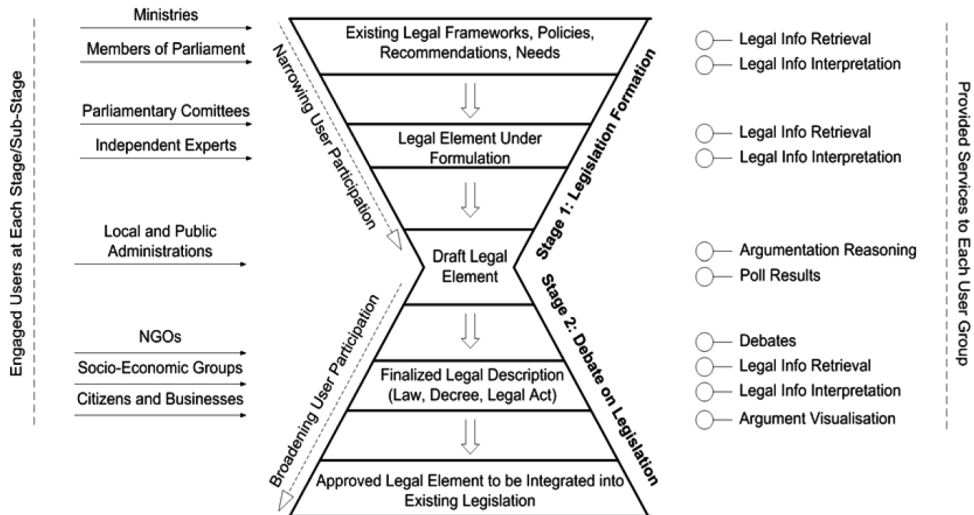 Engaged Users at Each Stage/Sub-Stage
Ministries
Members of Parliament
Parliamentary Comittees
Independent Experts
Local and Public
Administrations
NGOs
Socio-Economic Groups
Citizens and Businesses
Narrowing User Participation
Broadening User Participation
Existing Legal Frameworks, Policies,
Recommendations, Needs
Legal Element Under
Formulation
Draft Legal
Element
Finalized Legal Description
(Law, Decree, Legal Act)
Approved Legal Element to be Integrated into
Existing Legislation
Stage 1: Legislation Formation
Stage 2: Debate on Legislation
Legal Info Retrieval
Legal Info Interpretation
Legal Info Retrieval
Legal Info Interpretation
Argumentation Reasoning
Poll Results
Debates
Legal Info Retrieval
Legal Info Interpretation
Argument Visualisation
Provided Services to Each User Group